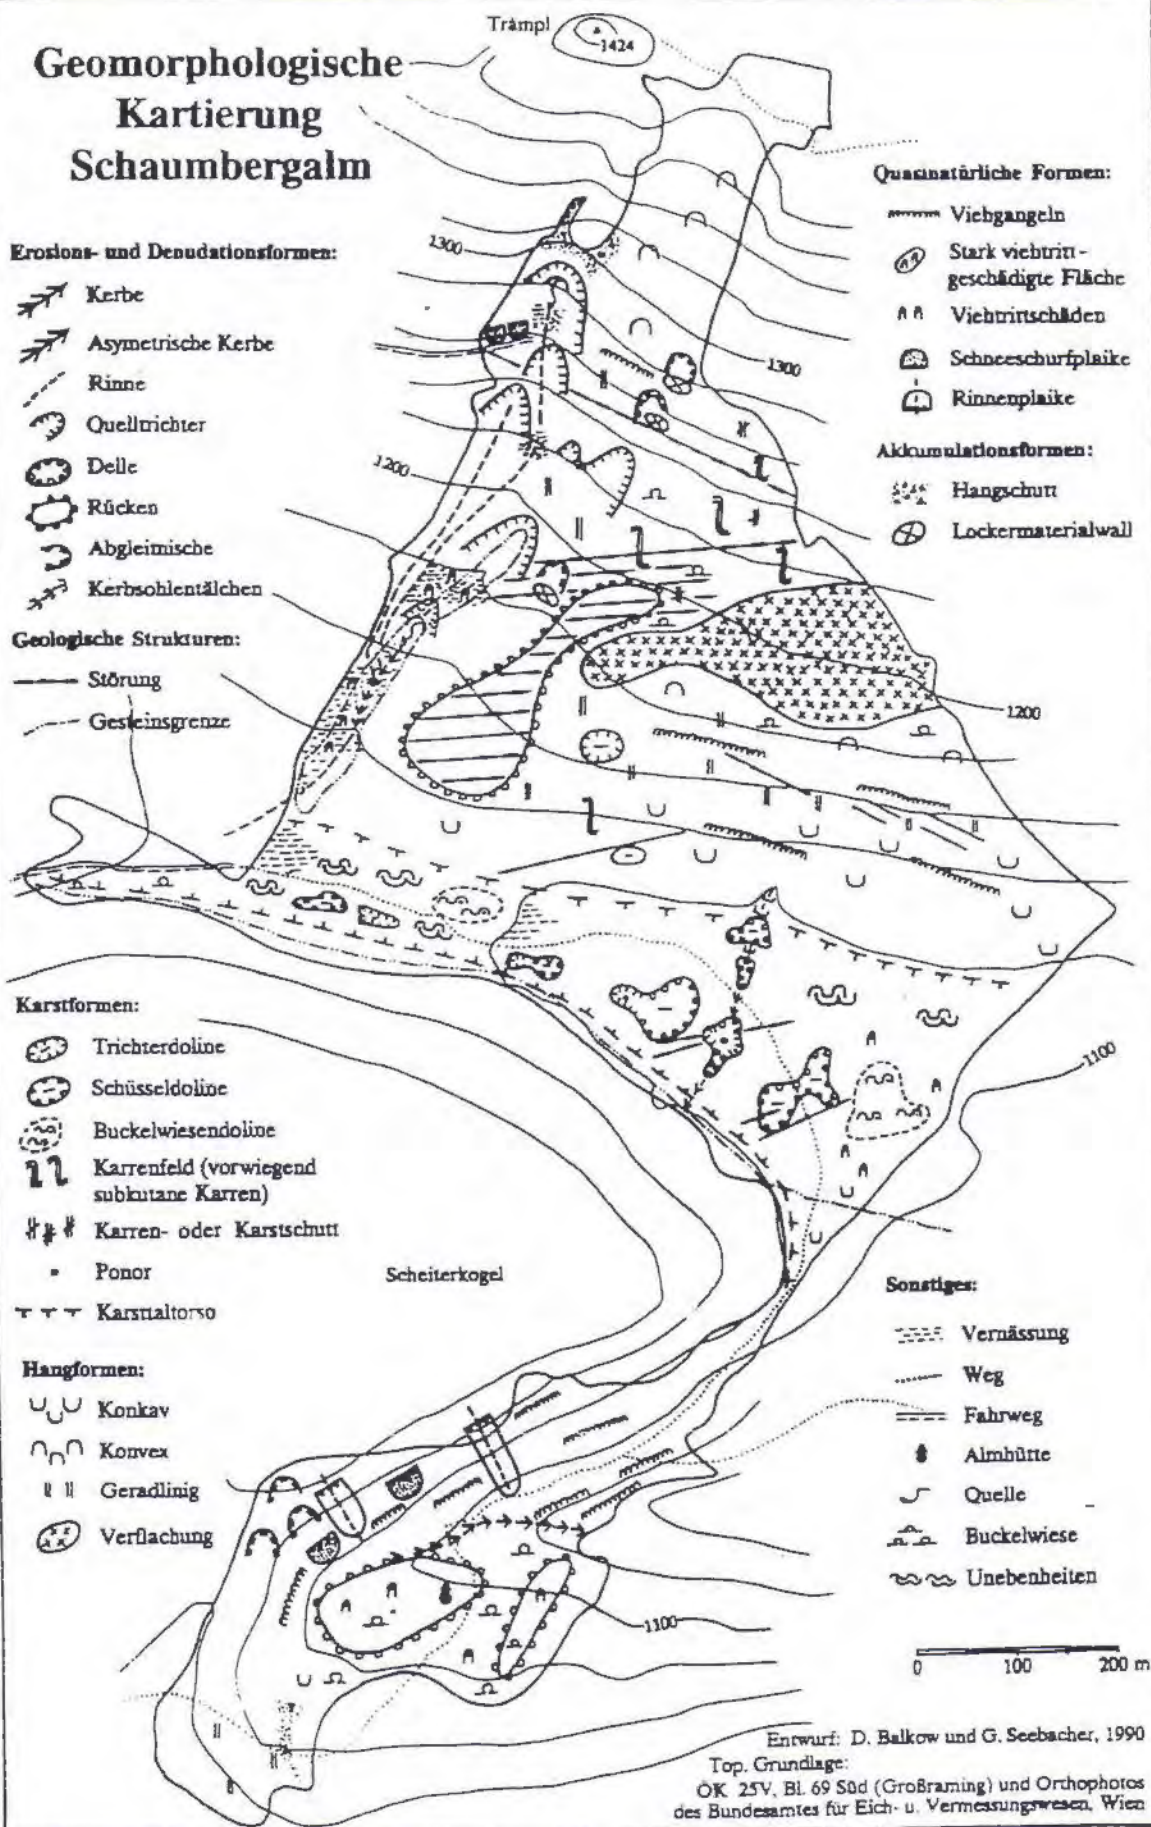 Geomorphologische
Kartierung
Schaumbergalm
Trämpl
1424
Erosions- und Denudationsformen:
Kerbe
Asymetrische Kerbe
Rinne
Quelltrichter
Delle
Rücken
Abgleimische
Kerbsohlentälchen
Geologische Strukturen:
Störung
Gesteinsgrenze
Quasinatürliche Formen:
Viehgangeln
Stark viehtritt-
geschädigte Fläche
Viehtrittschäden
Schneeschurfplaike
Rinnenplaike
Akkumulationsformen:
Hangschutt
Lockermaterialwall
1300
1300
1200
1200
1100
Karstformen:
Trichterdoline
Schüsseldoline
Buckelwiesendoline
Karrenfeld (vorwiegend
subkutane Karren)
Karren- oder Karstschutt
Ponor
Karsttaltorso
Scheiterkogel
Hangformen:
Konkav
Konvex
Geradlinig
Verflachung
Sonstiges:
Vernässung
Weg
Fahrweg
Almhütte
Quelle
Buckelwiese
Unebenheiten
1100
0 100 200 m
Entwurf: D. Balkow und G. Seebacher, 1990
Top. Grundlage:
ÖK 25V, Bl. 69 Süd (Großraming) und Orthophotos
des Bundesamtes für Eich- u. Vermessungswesen, Wien